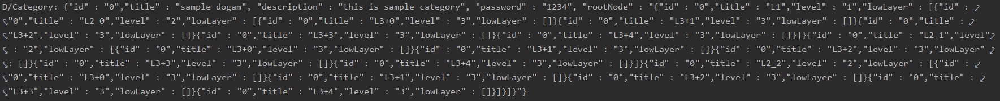 D/Category: {"id" : "0","title" : "sample dogam", "description" : "this is sample category", "password" : "1234", "rootNode" : "{"id" : "0","title" : "L1","level" : "1","lowLayer" : [{"id" :
"0","title" : "L2_0","level" : "2","lowLayer" : [{"id" : "0","title" : "L3+0","level" : "3","lowLayer" : []}{"id" : "0","title" : "L3+1","level" : "3","lowLayer" : []}{"id" : "0","title" :
"L3+2","level" : "3","lowLayer" : []}{"id" : "0","title" : "L3+3","level" : "3","lowLayer" : []}{"id" : "0","title" : "L3+4","level" : "3","lowLayer" : []}]}{"id" : "0","title" : "L2_1","level"
: "2","lowLayer" : [{"id" : "0","title" : "L3+0","level" : "3","lowLayer" : []}{"id" : "0","title" : "L3+1","level" : "3","lowLayer" : []}{"id" : "0","title" : "L3+2","level" : "3","lowLayer"
: []}{"id" : "0","title" : "L3+3","level" : "3","lowLayer" : []}{"id" : "0","title" : "L3+4","level" : "3","lowLayer" : []}]}{"id" : "0","title" : "L2_2","level" : "2","lowLayer" : [{"id" :
"0","title" : "L3+0","level" : "3","lowLayer" : []}{"id" : "0","title" : "L3+1","level" : "3","lowLayer" : []}{"id" : "0","title" : "L3+2","level" : "3","lowLayer" : []}{"id" : "0","title" :
"L3+3","level" : "3","lowLayer" : []}{"id" : "0","title" : "L3+4","level" : "3","lowLayer" : []}]}]}"}